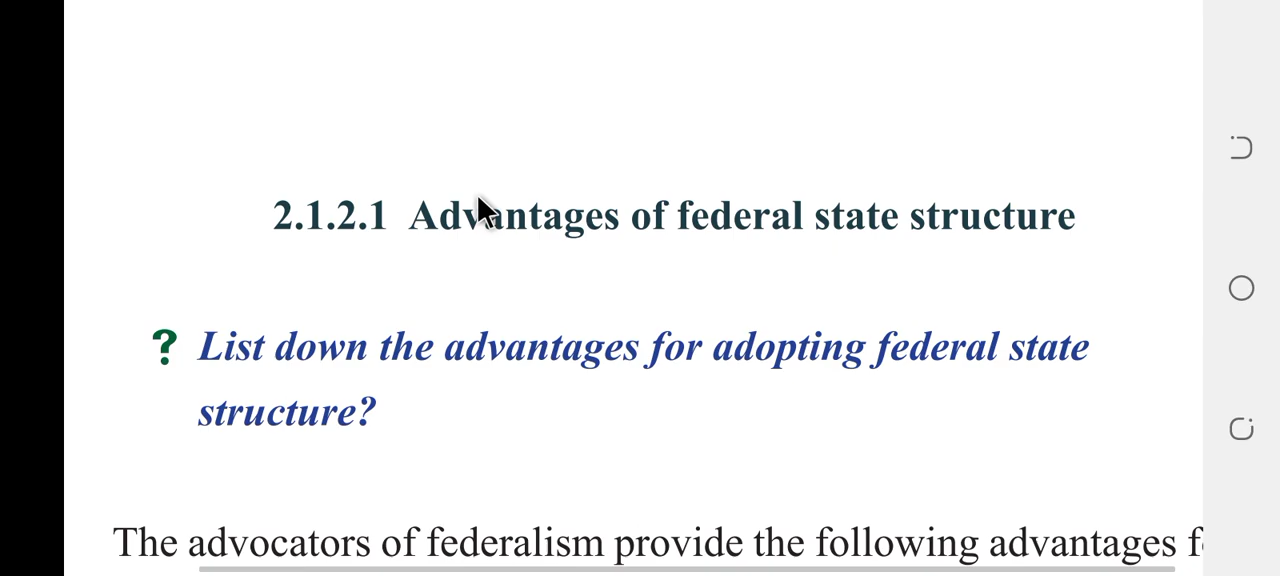 2.1.2.1 Advantages of federal state structure
? List down the advantages for adopting federal state
structure?
The advocators of federalism provide the following advantages